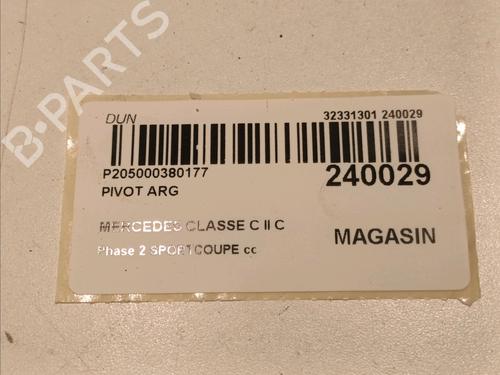 B-PARTS
DUN
32331301 240029
P205000380177
240029
PIVOT ARG
MERCEDES CLASSE C II C
MAGASIN
Phase 2 SPORTCOUPE cc